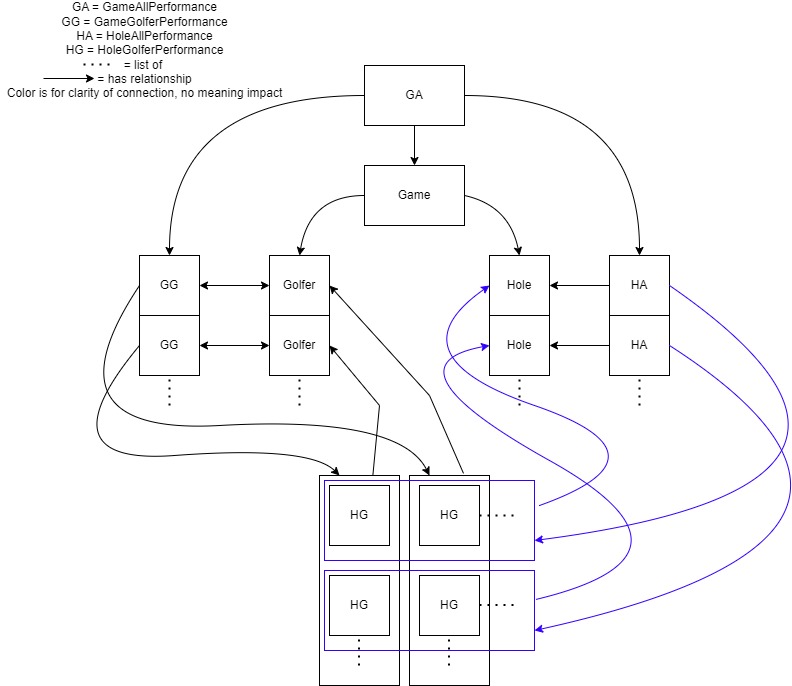 GA = GameAllPerformance
GG = GameGolferPerformance
HA = HoleAllPerformance
HG = HoleGolferPerformance
= list of
= has relationship
Color is for clarity of connection, no meaning impact
GA
Game
GG
Golfer
Hole
HA
GG
Golfer
Hole
HA
HG
HG
HG
HG